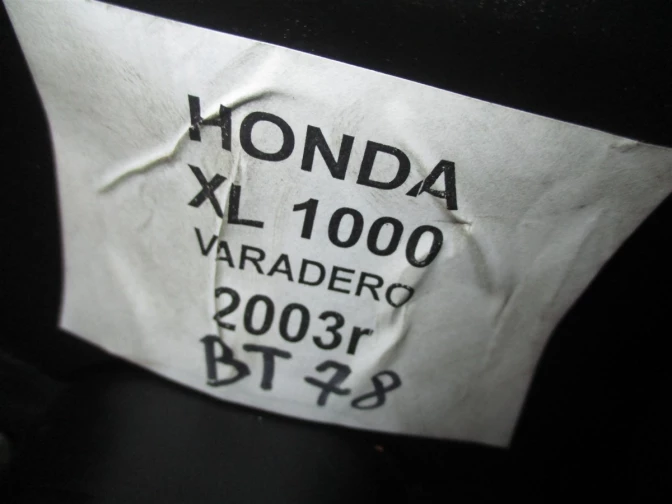 HONDA
XL 1000
VARADERO
2003r
BT 78